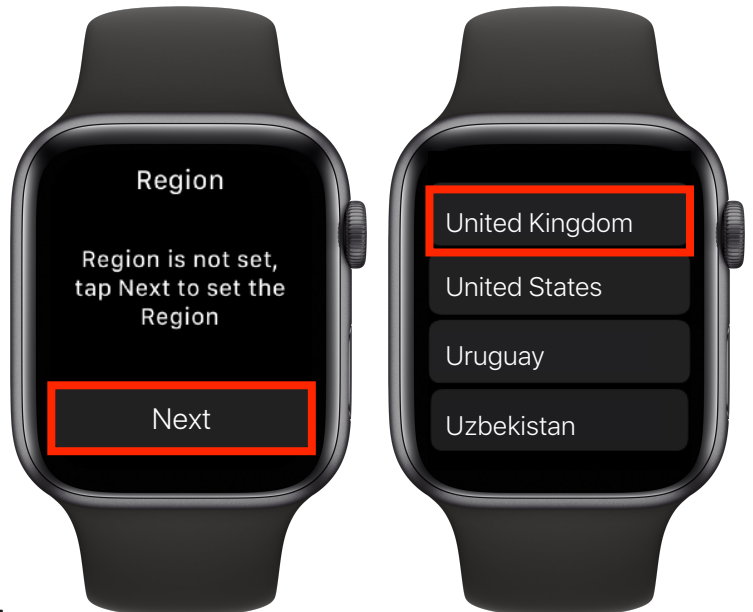 Region
Region is not set,
tap Next to set the
Region
Next
United Kingdom
United States
Uruguay
Uzbekistan
.